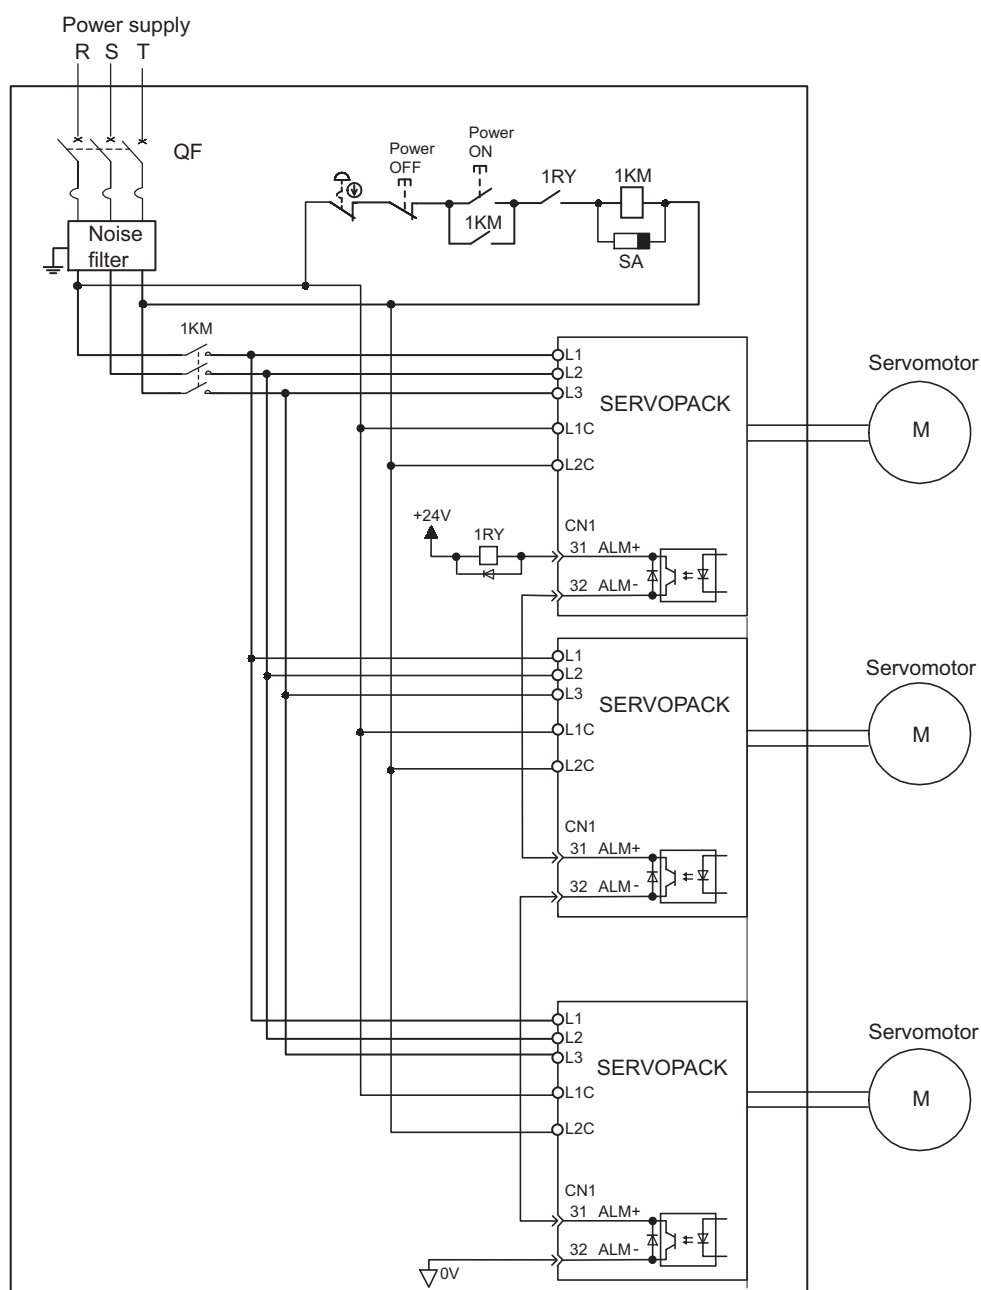 Power supply
R S T
QF
Power
OFF
Power
ON
1RY
1KM
1KM
SA
Noise
filter
1KM
L1
L2
L3
L1C
L2C
SERVOPACK
Servomotor
M
+24V
1RY
CN1
31 ALM+
32 ALM-
L1
L2
L3
L1C
L2C
SERVOPACK
Servomotor
M
CN1
31 ALM+
32 ALM-
L1
L2
L3
L1C
L2C
SERVOPACK
Servomotor
M
CN1
31 ALM+
32 ALM-
0V